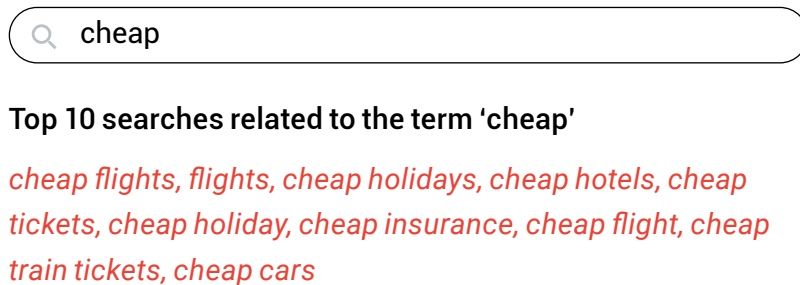 cheap
Top 10 searches related to the term ‘cheap’
cheap flights, flights, cheap holidays, cheap hotels, cheap
tickets, cheap holiday, cheap insurance, cheap flight, cheap
train tickets, cheap cars